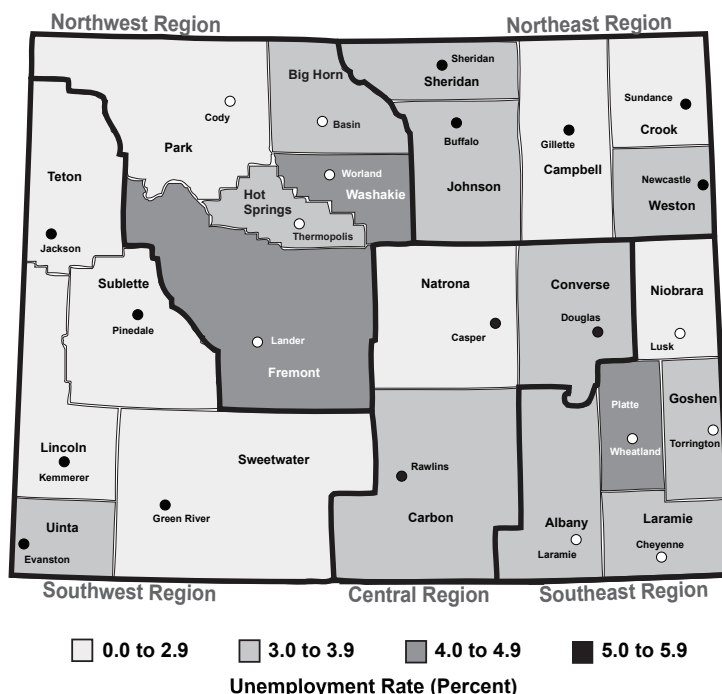 Northwest Region
Northeast Region
Big Horn
Sheridan
Sheridan
Sundance
Cody
Basin
Buffalo
Gillette
Crook
Park
Campbell
Teton
Worland
Washakie
Johnson
Newcastle
Weston
Hot
Springs
Thermopolis
Jackson
Sublette
Natrona
Converse
Niobrara
Pinedale
Casper
Douglas
Lander
Lusk
Fremont
Platte
Goshen
Lincoln
Kemmerer
Sweetwater
Wheatland
Torrington
Rawlins
Green River
Carbon
Uinta
Albany
Laramie
Evanston
Laramie
Cheyenne
Southwest Region
Central Region
Southeast Region
0.0 to 2.9
3.0 to 3.9
4.0 to 4.9
5.0 to 5.9
Unemployment Rate (Percent)